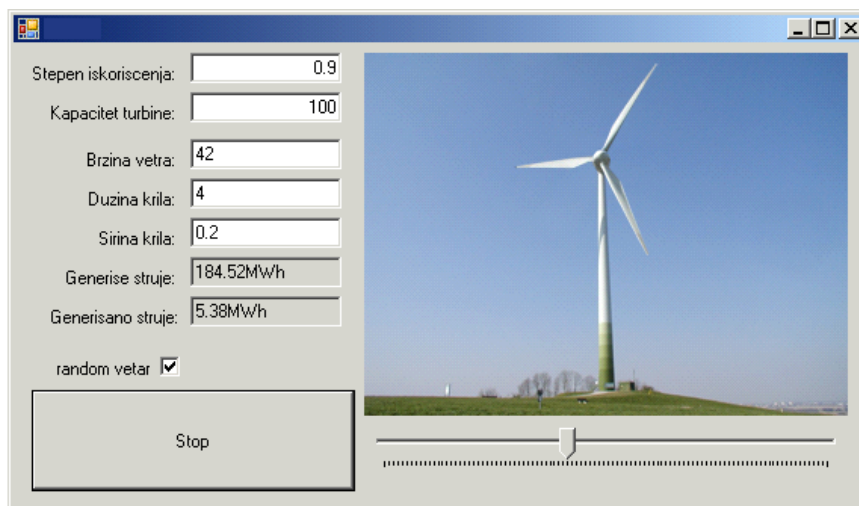 Stepen iskoriscenja: 0.9
Kapacitet turbine: 100
Brzina vetra: 42
Duzina krila: 4
Sirina krila: 0.2
Generise struje: 184.52MWh
Generisano struje: 5.38MWh
random vetar
Stop